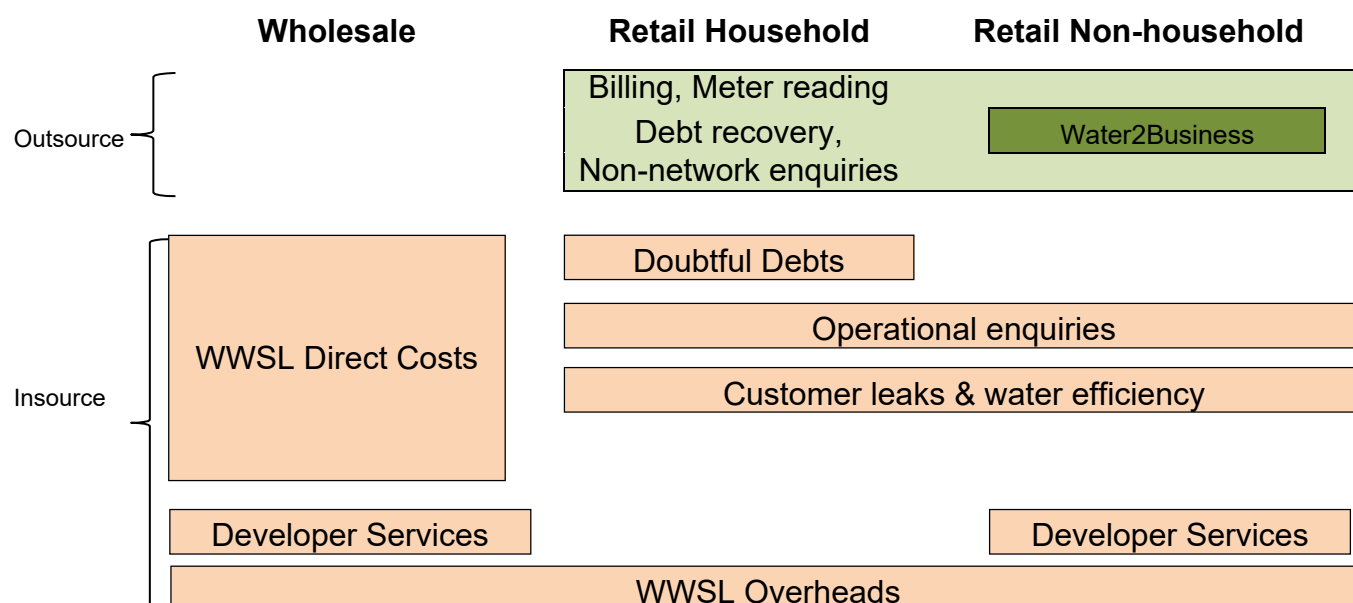 Wholesale
Retail Household
Retail Non-household
Outsource
Billing, Meter reading
Debt recovery,
Non-network enquiries
Water2Business
Insource
WWSL Direct Costs
Doubtful Debts
Operational enquiries
Customer leaks & water efficiency
Developer Services
Developer Services
WWSL Overheads